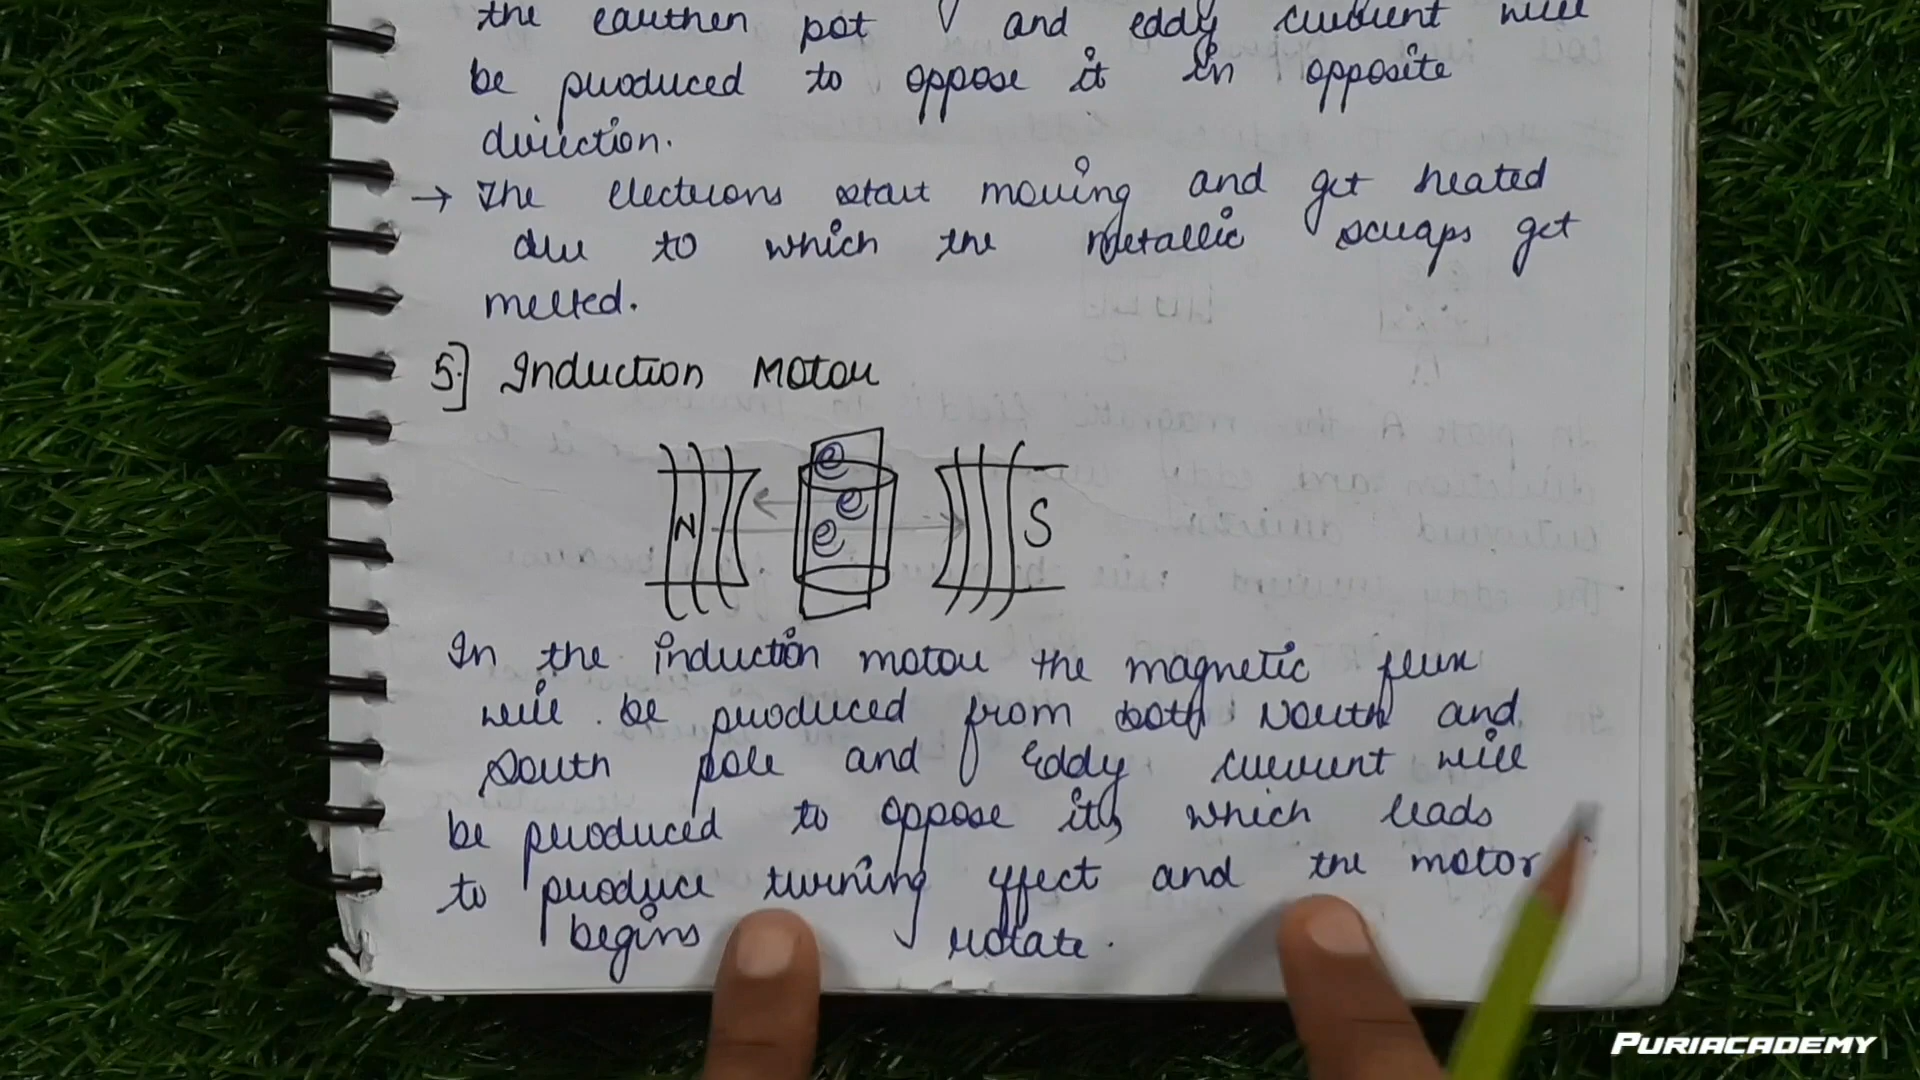 the earthen pot and eddy current will
be produced to oppose it in opposite
direction.
→ The electrons start moving and get heated
due to which the metallic scraps get
melted.
5.] Induction Motor
N e e e S
In the induction motor the magnetic flux
will be produced from both North and
South pole and Eddy current will
be produced to oppose it, which leads
to produce turning effect and the motor
begins rotate.
PURIACADEMY